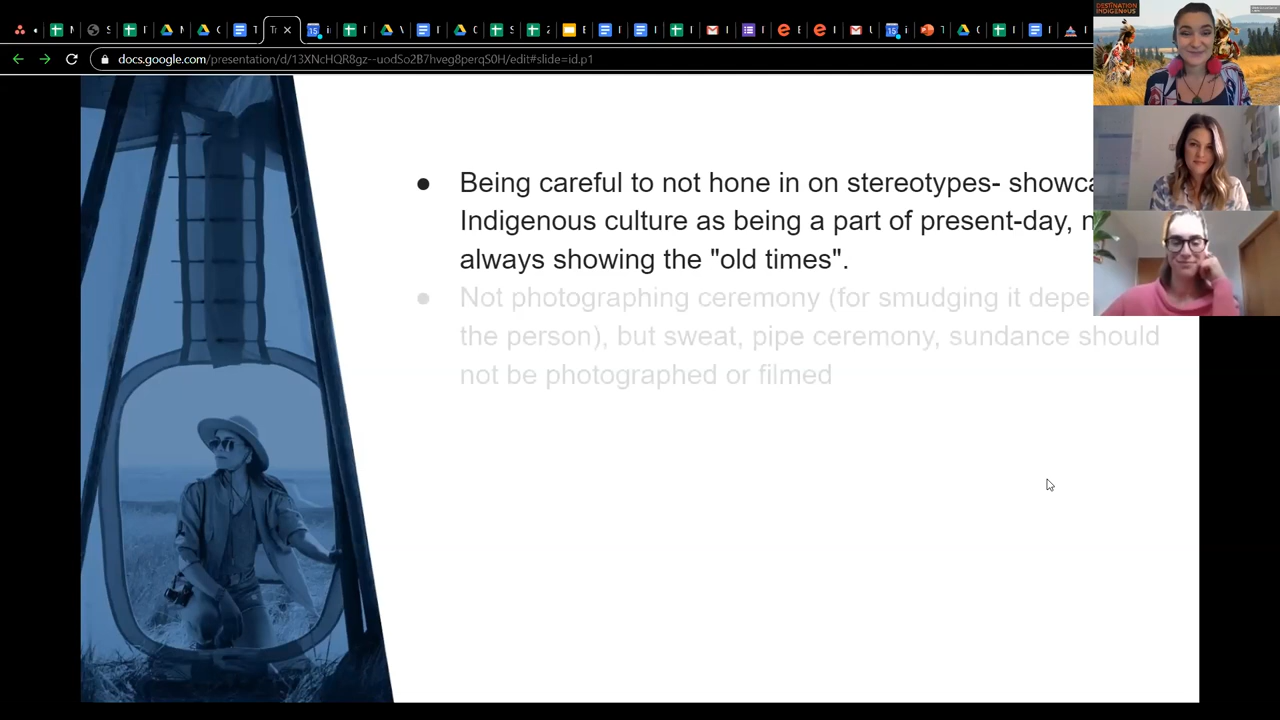 docs.google.com/presentation/d/13XNcHQR8gz--uodSo2B7hveg8perqS0H/edit#slide=id.p1
DESTINATION
INDIGENOUS
● Being careful to not hone in on stereotypes- showca
Indigenous culture as being a part of present-day, n
always showing the "old times".
● Not photographing ceremony (for smudging it depe
the person), but sweat, pipe ceremony, sundance should
not be photographed or filmed